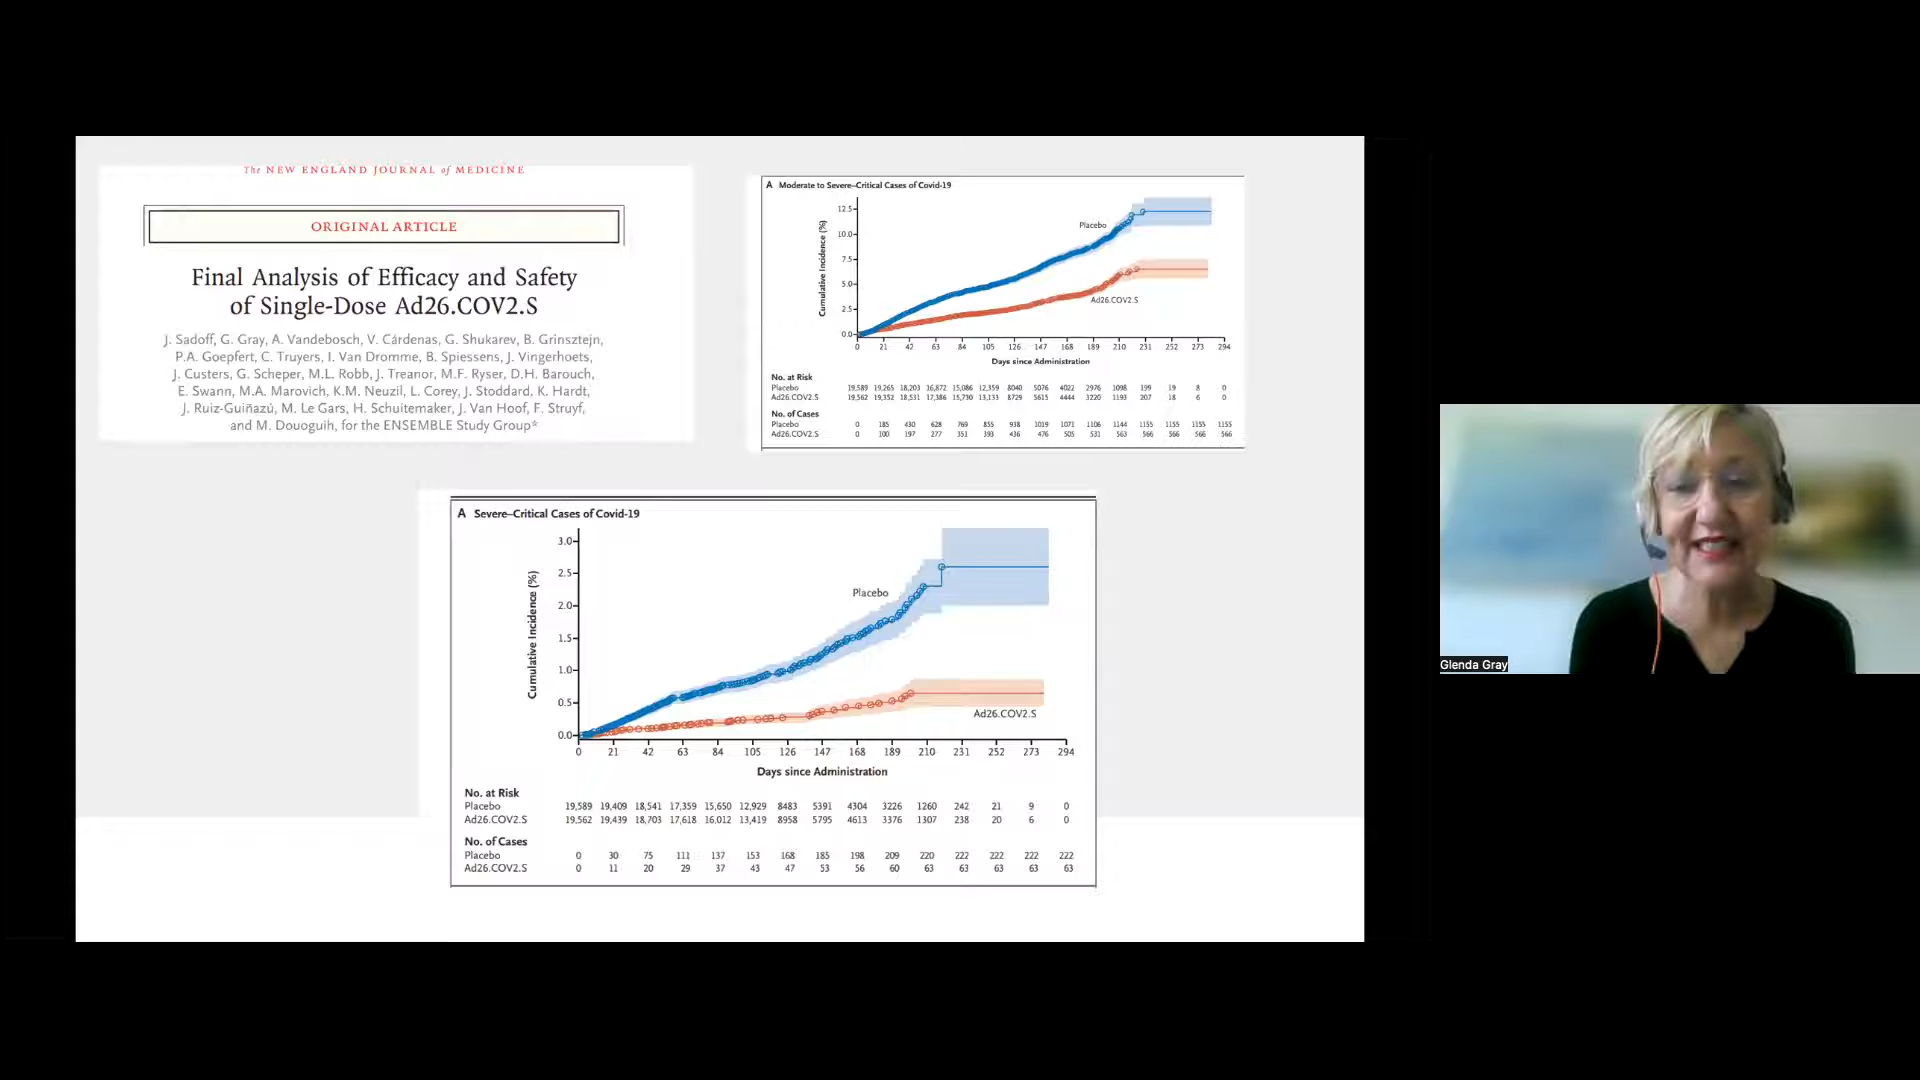 The NEW ENGLAND JOURNAL of MEDICINE
ORIGINAL ARTICLE
Final Analysis of Efficacy and Safety
of Single-Dose Ad26.COV2.S
J. Sadoff, G. Gray, A. Vandebosch, V. Cárdenas, G. Shukarev, B. Grinsztejn,
P.A. Goepfert, C. Truyers, I. Van Dromme, B. Spiessens, J. Vingerhoets,
J. Custers, G. Scheper, M.L. Robb, J. Treanor, M.F. Ryser, D.H. Barouch,
E. Swann, M.A. Marovich, K.M. Neuzil, L. Corey, J. Stoddard, K. Hardt,
J. Ruiz-Guiñazú, M. Le Gars, H. Schuitemaker, J. Van Hoof, F. Struyf,
and M. Douoguih, for the ENSEMBLE Study Group*
A Moderate to Severe–Critical Cases of Covid-19
Cumulative Incidence (%)
12.5
10.0
7.5
5.0
2.5
0.0
Placebo
Ad26.COV2.S
0 21 42 63 84 105 126 147 168 189 210 231 252 273 294
Days since Administration
No. at Risk
Placebo 19,589 19,265 18,203 16,872 15,086 12,359 8040 5076 4022 2976 1098 199 19 8 0
Ad26.COV2.S 19,562 19,352 18,531 17,386 15,730 13,133 8729 5615 4444 3220 1193 207 18 6 0
No. of Cases
Placebo 0 185 430 628 769 855 938 1019 1071 1106 1144 1155 1155 1155 1155
Ad26.COV2.S 0 100 197 277 351 393 436 476 505 531 563 566 566 566 566
A Severe–Critical Cases of Covid-19
Cumulative Incidence (%)
3.0
2.5
2.0
1.5
1.0
0.5
0.0
Placebo
Ad26.COV2.S
0 21 42 63 84 105 126 147 168 189 210 231 252 273 294
Days since Administration
No. at Risk
Placebo 19,589 19,409 18,541 17,359 15,650 12,929 8483 5391 4304 3226 1260 242 21 9 0
Ad26.COV2.S 19,562 19,439 18,703 17,618 16,012 13,419 8958 5795 4613 3376 1307 238 20 6 0
No. of Cases
Placebo 0 30 75 111 137 153 168 185 198 209 220 222 222 222 222
Ad26.COV2.S 0 11 20 29 37 43 47 53 56 60 63 63 63 63 63
Glenda Gray